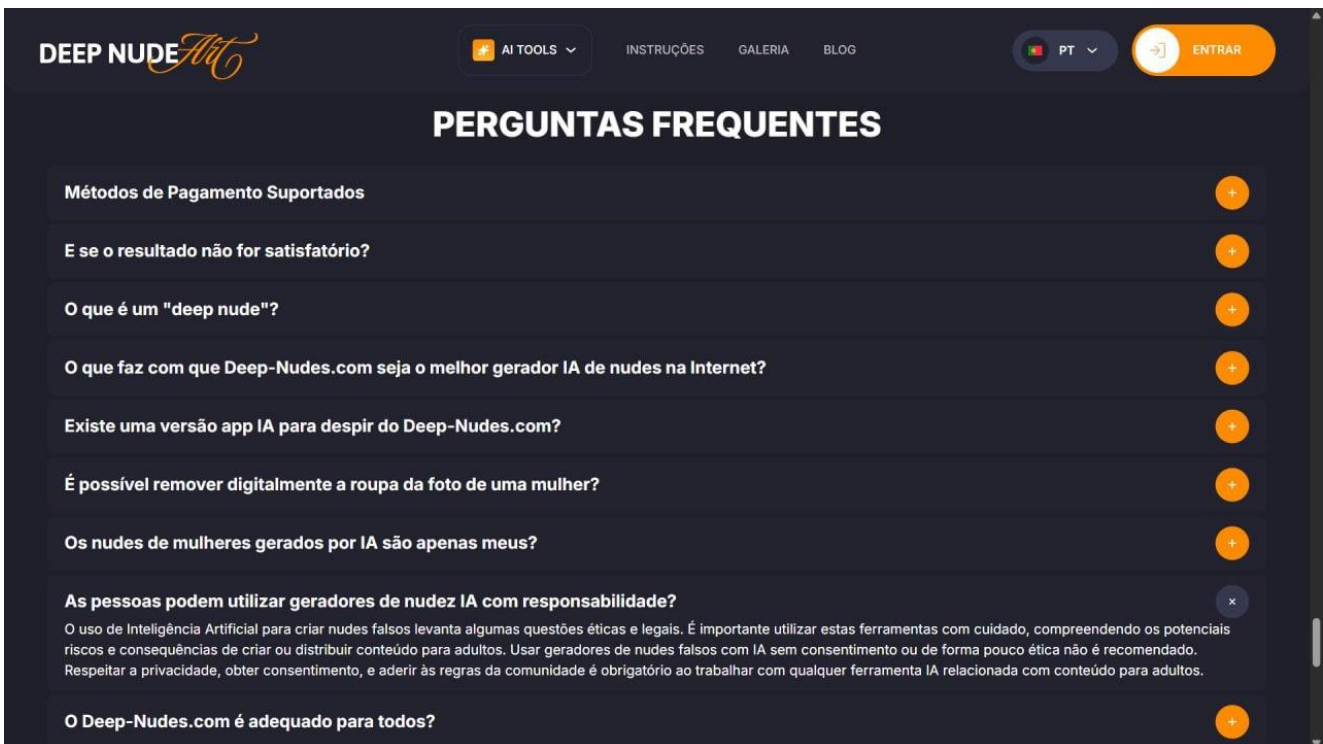 DEEP NUDE Art
AI TOOLS
INSTRUÇÕES
GALERIA
BLOG
PT
ENTRAR
PERGUNTAS FREQUENTES
Métodos de Pagamento Suportados
E se o resultado não for satisfatório?
O que é um "deep nude"?
O que faz com que Deep-Nudes.com seja o melhor gerador IA de nudes na Internet?
Existe uma versão app IA para despir do Deep-Nudes.com?
É possível remover digitalmente a roupa da foto de uma mulher?
Os nudes de mulheres gerados por IA são apenas meus?
As pessoas podem utilizar geradores de nudez IA com responsabilidade?
O uso de Inteligência Artificial para criar nudes falsos levanta algumas questões éticas e legais. É importante utilizar estas ferramentas com cuidado, compreendendo os potenciais
riscos e consequências de criar ou distribuir conteúdo para adultos. Usar geradores de nudes falsos com IA sem consentimento ou de forma pouco ética não é recomendado.
Respeitar a privacidade, obter consentimento, e aderir às regras da comunidade é obrigatório ao trabalhar com qualquer ferramenta IA relacionada com conteúdo para adultos.
O Deep-Nudes.com é adequado para todos?